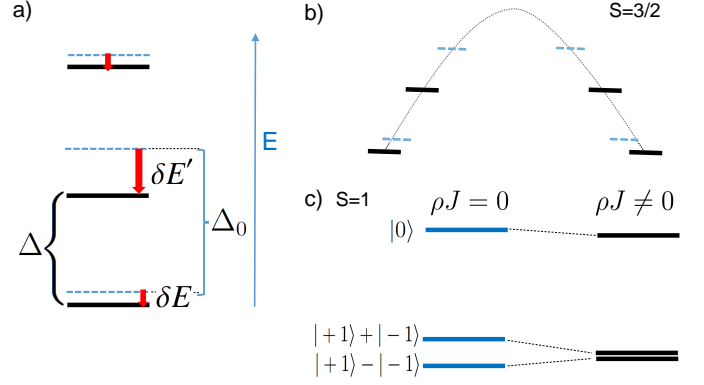 a)
E
δE′
Δ₀
Δ
δE
b)
S=3/2
c) S=1
ρJ = 0
ρJ ≠ 0
|0⟩
|+1⟩+|−1⟩
|+1⟩−|−1⟩